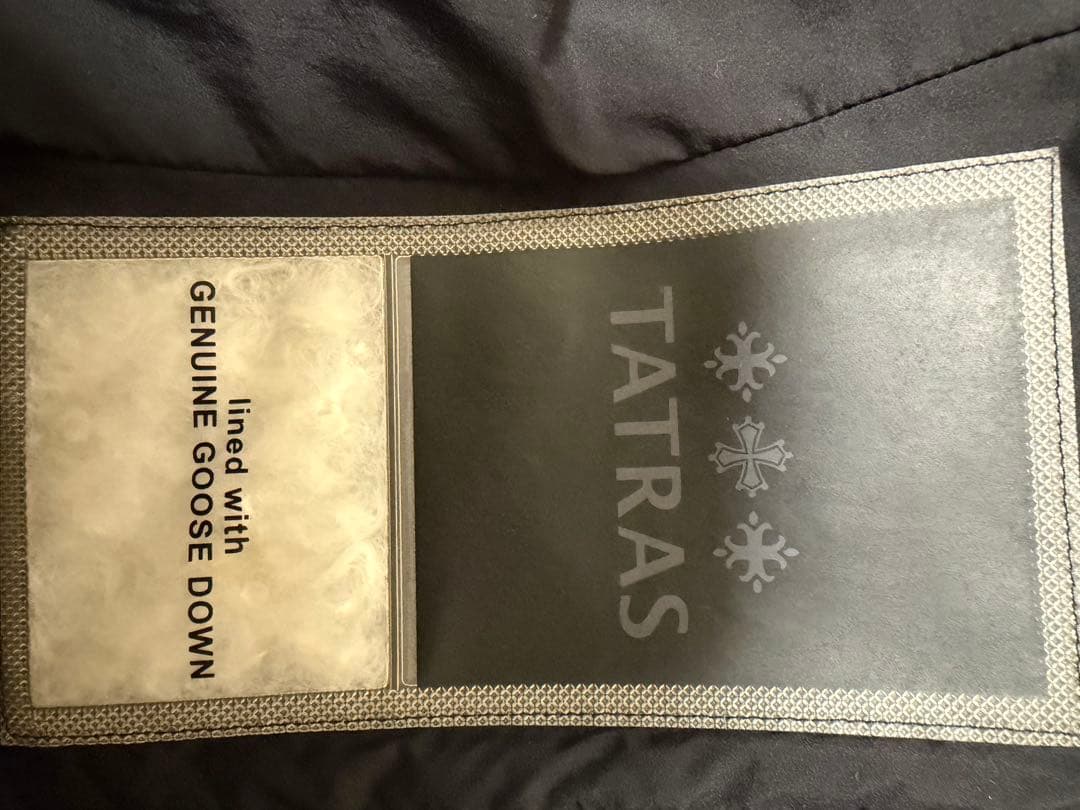 TATRAS
lined with
GENUINE GOOSE DOWN